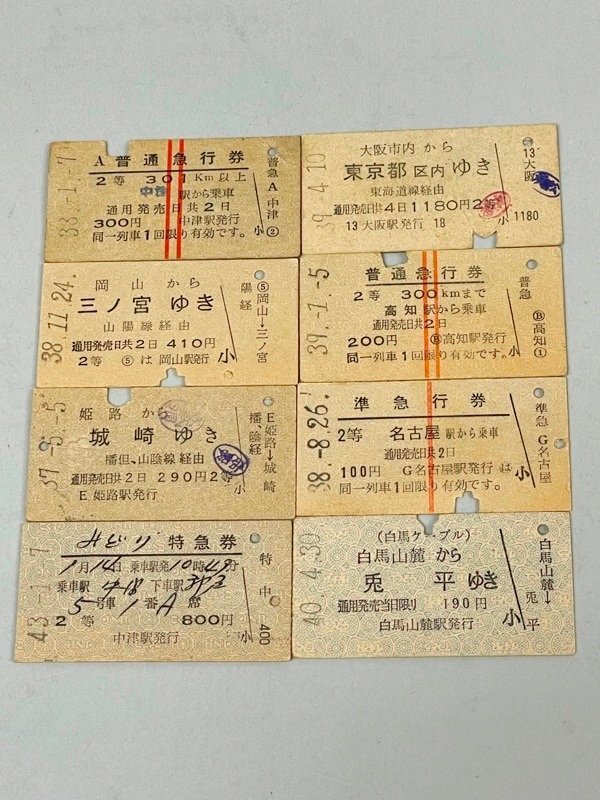 A 普通急行券
2等 301Km以上
中津 駅から乗車
通用発売日共2日
300円 中津駅発行
同一列車1回限り有効です。
普急A 中津 ②
小
大阪市内 から
東京都区内 ゆき
東海道線経由
通用発売日共4日1180円2等
13 大阪駅発行 18
小 1180
13 大阪
39.4.10
岡山 から
三ノ宮 ゆき
山陽線経由
通用発売日共2日 410円
2等 ⑤は 岡山駅発行
小
陽経
⑤岡山→三ノ宮
38.11.24
普通急行券
2等 300kmまで
高知 駅から乗車
通用発売日共2日
200円 Ⓑ高知駅発行
同一列車1回限り有効です。
普急 Ⓑ高知①
小
39.-1.-5
姫路 から
城崎 ゆき
播但、山陰線 経由
通用発売日共2日 290円2等
E 姫路駅発行
小
播、陰経
E姫路→城崎
準急行券
2等 名古屋 駅から乗車
通用発売日共2日
100円 G名古屋駅発行 は
同一列車1回限り有効です。
小
準急 G名古屋
38.-8.26
みどり 特急券
1月14日 乗車駅発10時49分
乗車駅 下車駅
5号車 1番A席
2等 800円
中津駅発行
特 中
小 400
43.-1.-7
(白馬ケーブル)
白馬山麓 から
兎平 ゆき
通用発売当日限り 190円
白馬山麓駅発行
小
白馬山麓→兎平
40.4.30